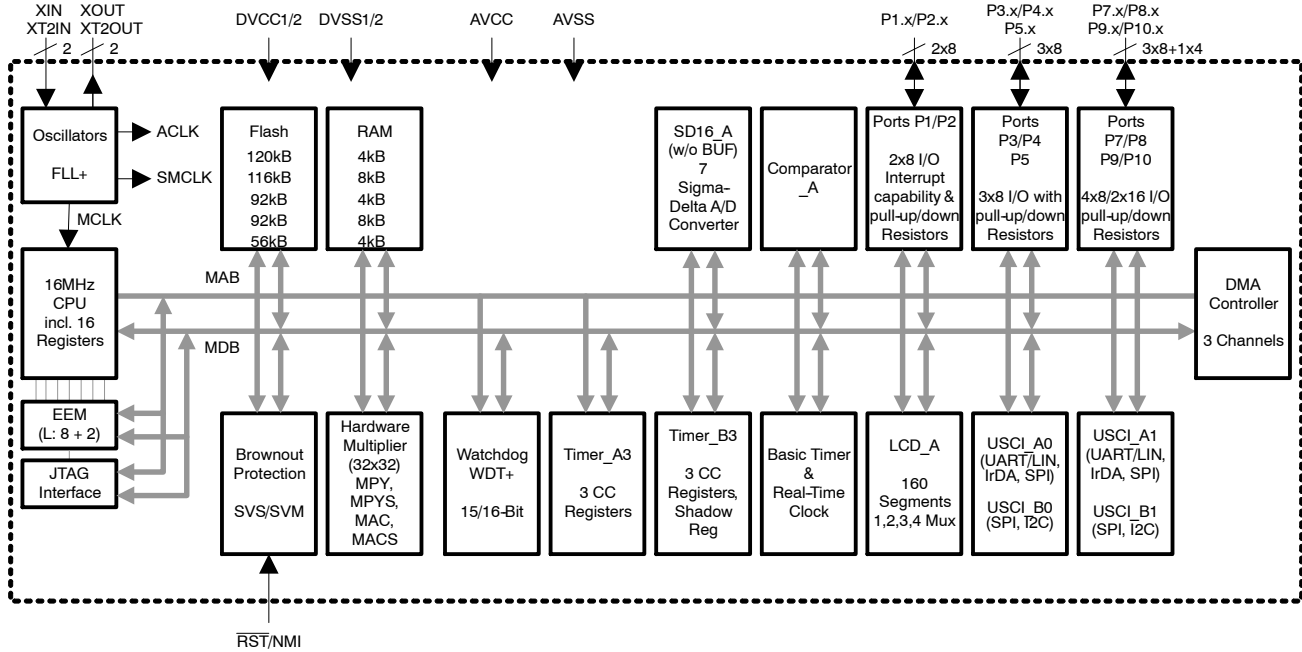 XIN
XT2IN
XOUT
XT2OUT
DVCC1/2
DVSS1/2
AVCC
AVSS
P1.x/P2.x
P3.x/P4.x
P5.x
P7.x/P8.x
P9.x/P10.x
2
2
2x8
3x8
3x8+1x4
Oscillators
FLL+
ACLK
SMCLK
MCLK
Flash
120kB
116kB
92kB
92kB
56kB
RAM
4kB
8kB
4kB
8kB
4kB
SD16_A
(w/o BUF)
7
Sigma-
Delta A/D
Converter
Comparator
_A
Ports P1/P2
2x8 I/O
Interrupt
capability &
pull-up/down
Resistors
Ports
P3/P4
P5
3x8 I/O with
pull-up/down
Resistors
Ports
P7/P8
P9/P10
4x8/2x16 I/O
pull-up/down
Resistors
16MHz
CPU
incl. 16
Registers
MAB
MDB
DMA
Controller
3 Channels
EEM
(L: 8 + 2)
JTAG
Interface
Brownout
Protection
SVS/SVM
Hardware
Multiplier
(32x32)
MPY,
MPYS,
MAC,
MACS
Watchdog
WDT+
15/16-Bit
Timer_A3
3 CC
Registers
Timer_B3
3 CC
Registers,
Shadow
Reg
Basic Timer
&
Real-Time
Clock
LCD_A
160
Segments
1,2,3,4 Mux
USCI_A0
(UART/LIN,
IrDA, SPI)
USCI_B0
(SPI, I2C)
USCI_A1
(UART/LIN,
IrDA, SPI)
USCI_B1
(SPI, I2C)
RST/NMI